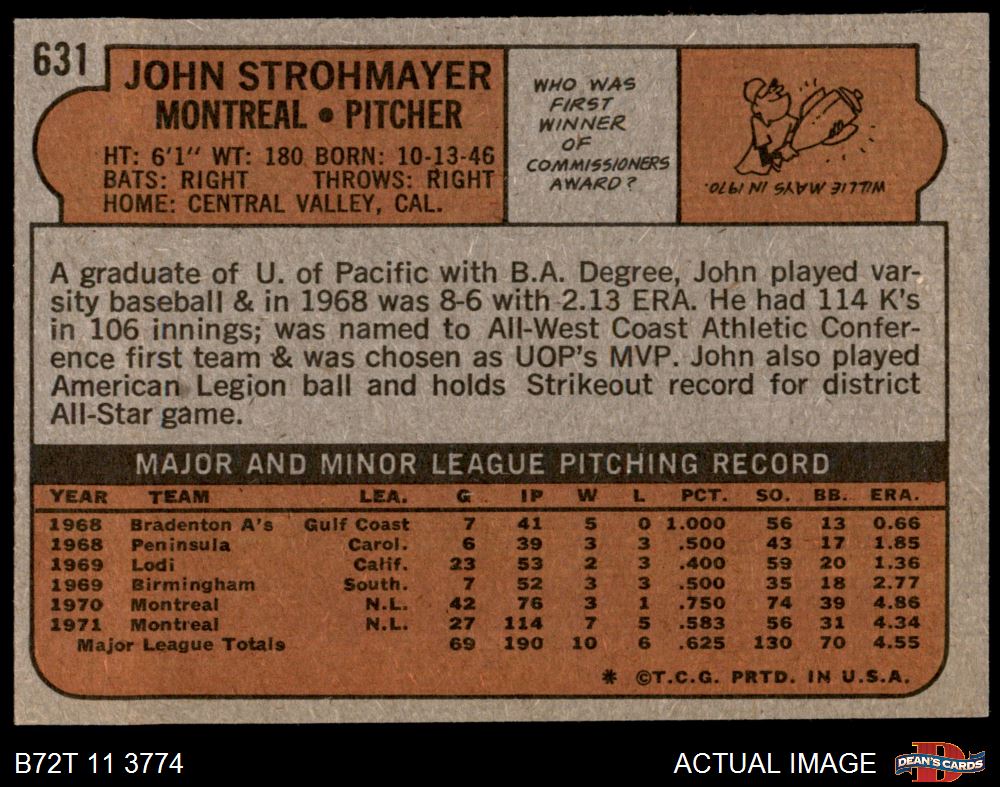 631
JOHN STROHMAYER
MONTREAL • PITCHER
HT: 6'1" WT: 180 BORN: 10-13-46
BATS: RIGHT THROWS: RIGHT
HOME: CENTRAL VALLEY, CAL.
WHO WAS
FIRST
WINNER
OF
COMMISSIONERS
AWARD?
WILLIE MAYS IN 1970.
A graduate of U. of Pacific with B.A. Degree, John played var-
sity baseball & in 1968 was 8-6 with 2.13 ERA. He had 114 K's
in 106 innings; was named to All-West Coast Athletic Confer-
ence first team & was chosen as UOP's MVP. John also played
American Legion ball and holds Strikeout record for district
All-Star game.
MAJOR AND MINOR LEAGUE PITCHING RECORD
YEAR TEAM LEA. G IP W L PCT. SO. BB. ERA.
1968 Bradenton A's Gulf Coast 7 41 5 0 1.000 56 13 0.66
1968 Peninsula Carol. 6 39 3 3 .500 43 17 1.85
1969 Lodi Calif. 23 53 2 3 .400 59 20 1.36
1969 Birmingham South. 7 52 3 3 .500 35 18 2.77
1970 Montreal N.L. 42 76 3 1 .750 74 39 4.86
1971 Montreal N.L. 27 114 7 5 .583 56 31 4.34
Major League Totals 69 190 10 6 .625 130 70 4.55
* ©T.C.G. PRTD. IN U.S.A.
B72T 11 3774
ACTUAL IMAGE
DEAN'S CARDS